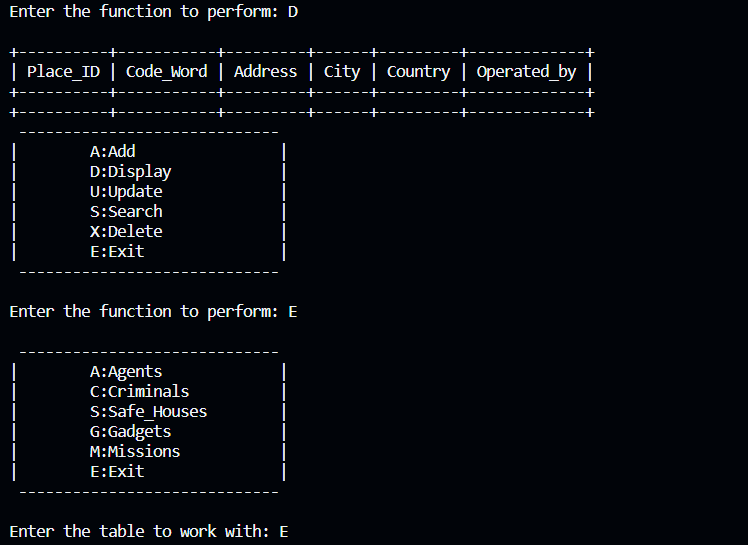 Enter the function to perform: D
+----------+-----------+---------+------+---------+-------------+
| Place_ID | Code_Word | Address | City | Country | Operated_by |
+----------+-----------+---------+------+---------+-------------+
+----------+-----------+---------+------+---------+-------------+
 -----------------------------
|        A:Add                |
|        D:Display            |
|        U:Update             |
|        S:Search             |
|        X:Delete             |
|        E:Exit               |
 -----------------------------
Enter the function to perform: E
 -----------------------------
|        A:Agents             |
|        C:Criminals          |
|        S:Safe_Houses        |
|        G:Gadgets            |
|        M:Missions           |
|        E:Exit               |
 -----------------------------
Enter the table to work with: E